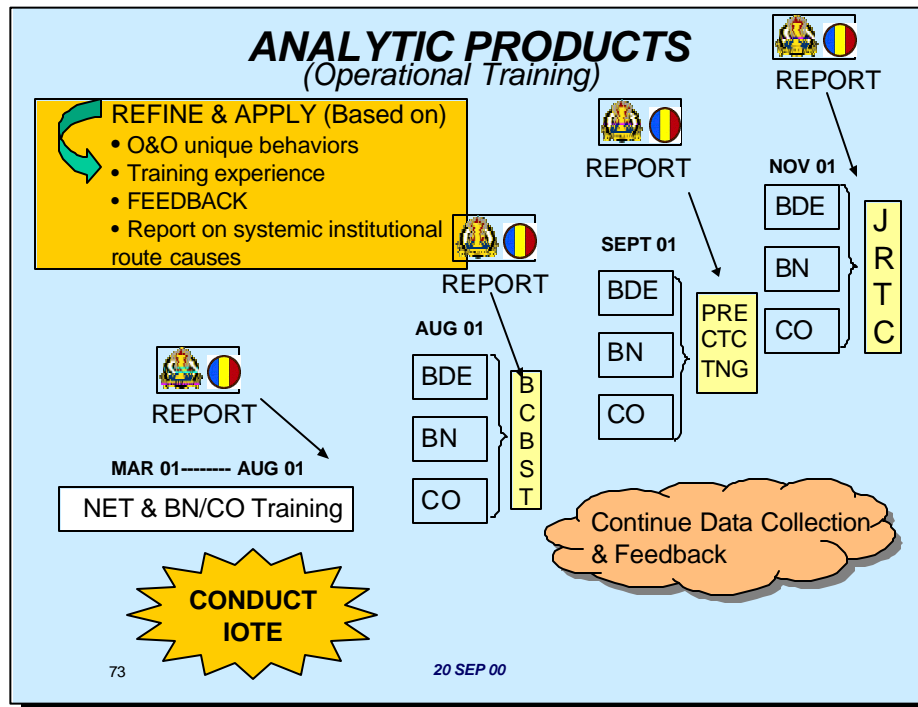 ANALYTIC PRODUCTS
(Operational Training)
REPORT
REFINE & APPLY (Based on)
• O&O unique behaviors
• Training experience
• FEEDBACK
• Report on systemic institutional
route causes
REPORT
NOV 01
BDE
BN
CO
J
R
T
C
REPORT
SEPT 01
BDE
BN
CO
PRE
CTC
TNG
AUG 01
BDE
BN
CO
B
C
B
S
T
REPORT
MAR 01-------- AUG 01
NET & BN/CO Training
Continue Data Collection
& Feedback
CONDUCT
IOTE
73
20 SEP 00